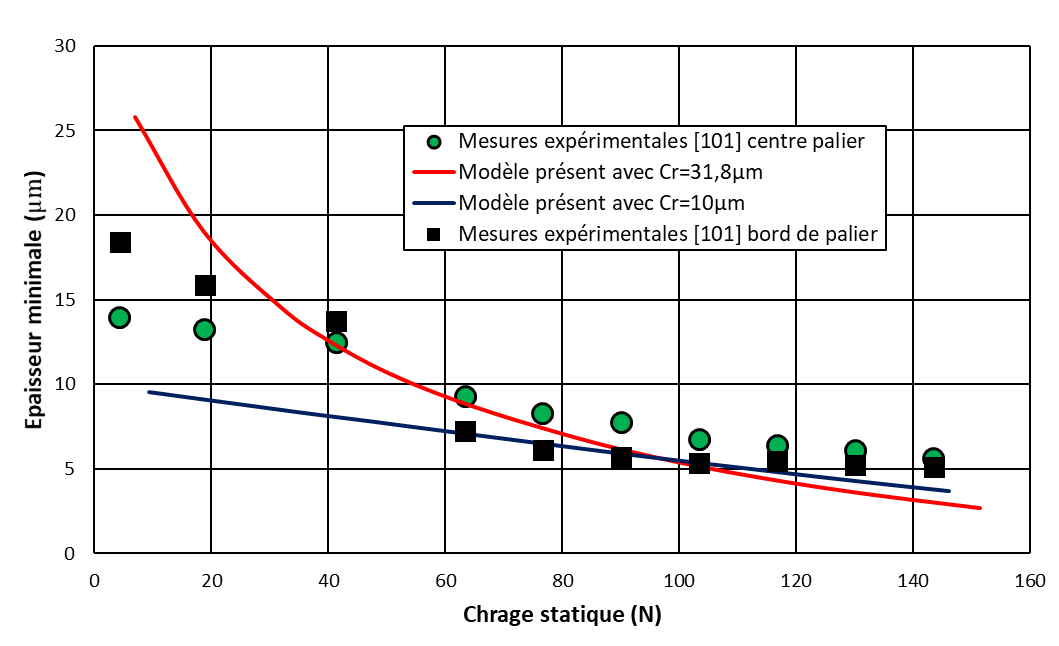 30
25
20
15
10
5
0
Epaisseur minimale (μm)
Mesures expérimentales [101] centre palier
Modèle présent avec Cr=31,8µm
Modèle présent avec Cr=10µm
Mesures expérimentales [101] bord de palier
0 20 40 60 80 100 120 140 160
Chrage statique (N)